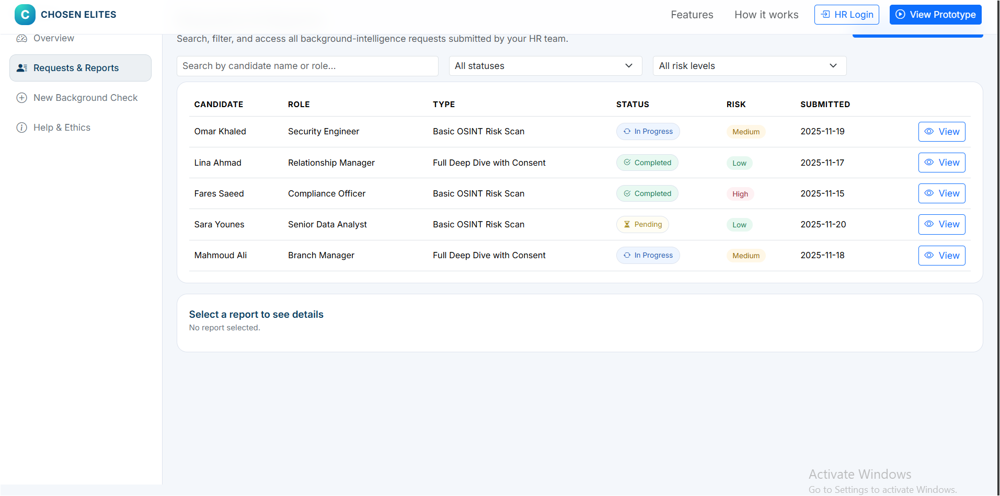 C CHOSEN ELITES
Features How it works HR Login View Prototype
Overview
Requests & Reports
New Background Check
Help & Ethics
Search, filter, and access all background-intelligence requests submitted by your HR team.
Search by candidate name or role... All statuses All risk levels
CANDIDATE ROLE TYPE STATUS RISK SUBMITTED
Omar Khaled Security Engineer Basic OSINT Risk Scan In Progress Medium 2025-11-19 View
Lina Ahmad Relationship Manager Full Deep Dive with Consent Completed Low 2025-11-17 View
Fares Saeed Compliance Officer Basic OSINT Risk Scan Completed High 2025-11-15 View
Sara Younes Senior Data Analyst Basic OSINT Risk Scan Pending Low 2025-11-20 View
Mahmoud Ali Branch Manager Full Deep Dive with Consent In Progress Medium 2025-11-18 View
Select a report to see details
No report selected.
Activate Windows
Go to Settings to activate Windows.